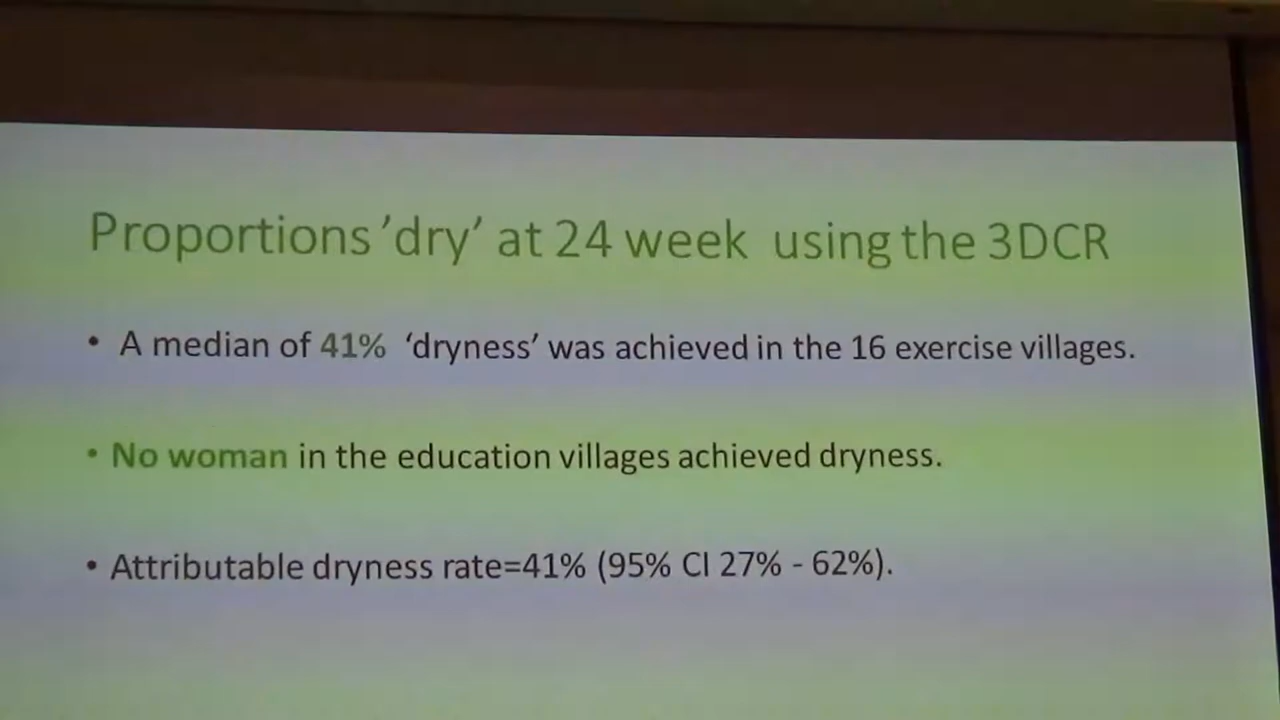 Proportions 'dry' at 24 week using the 3DCR
• A median of 41% 'dryness' was achieved in the 16 exercise villages.
• No woman in the education villages achieved dryness.
• Attributable dryness rate=41% (95% CI 27% - 62%).